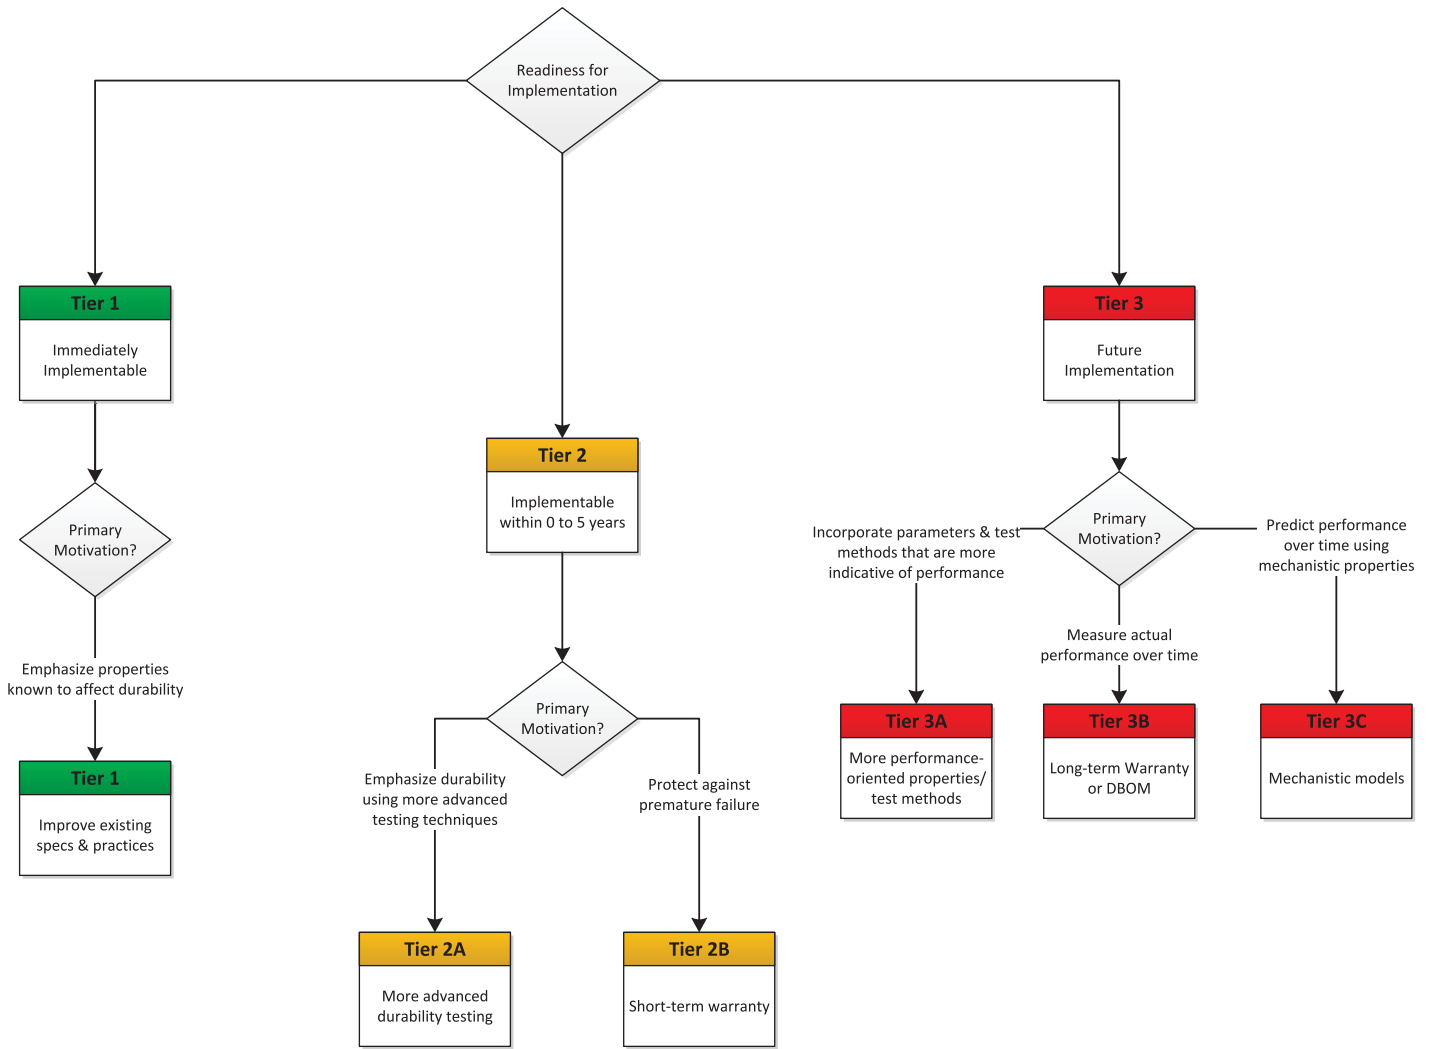 Readiness for
Implementation
Tier 1
Immediately
Implementable
Primary
Motivation?
Emphasize properties
known to affect durability
Tier 1
Improve existing
specs & practices
Tier 2
Implementable
within 0 to 5 years
Primary
Motivation?
Emphasize durability
using more advanced
testing techniques
Protect against
premature failure
Tier 2A
More advanced
durability testing
Tier 2B
Short-term warranty
Tier 3
Future
Implementation
Primary
Motivation?
Incorporate parameters & test
methods that are more
indicative of performance
Measure actual
performance over time
Predict performance
over time using
mechanistic properties
Tier 3A
More performance-
oriented properties/
test methods
Tier 3B
Long-term Warranty
or DBOM
Tier 3C
Mechanistic models